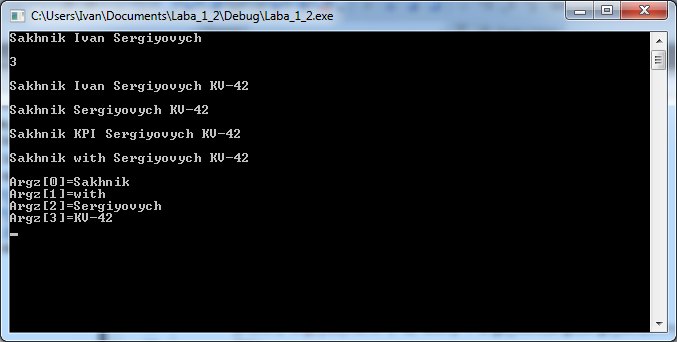 C:\Users\Ivan\Documents\Laba_1_2\Debug\Laba_1_2.exe
Sakhnik Ivan Sergiyovych
3
Sakhnik Ivan Sergiyovych KV-42
Sakhnik Sergiyovych KV-42
Sakhnik KPI Sergiyovych KV-42
Sakhnik with Sergiyovych KV-42
Argz[0]=Sakhnik
Argz[1]=with
Argz[2]=Sergiyovych
Argz[3]=KV-42